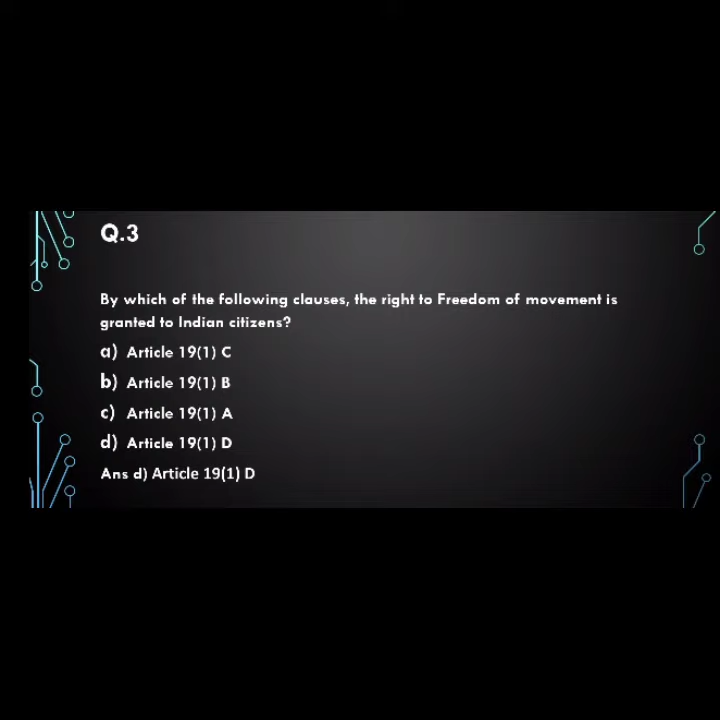 Q.3
By which of the following clauses, the right to Freedom of movement is
granted to Indian citizens?
a) Article 19(1) C
b) Article 19(1) B
c) Article 19(1) A
d) Article 19(1) D
Ans d) Article 19(1) D